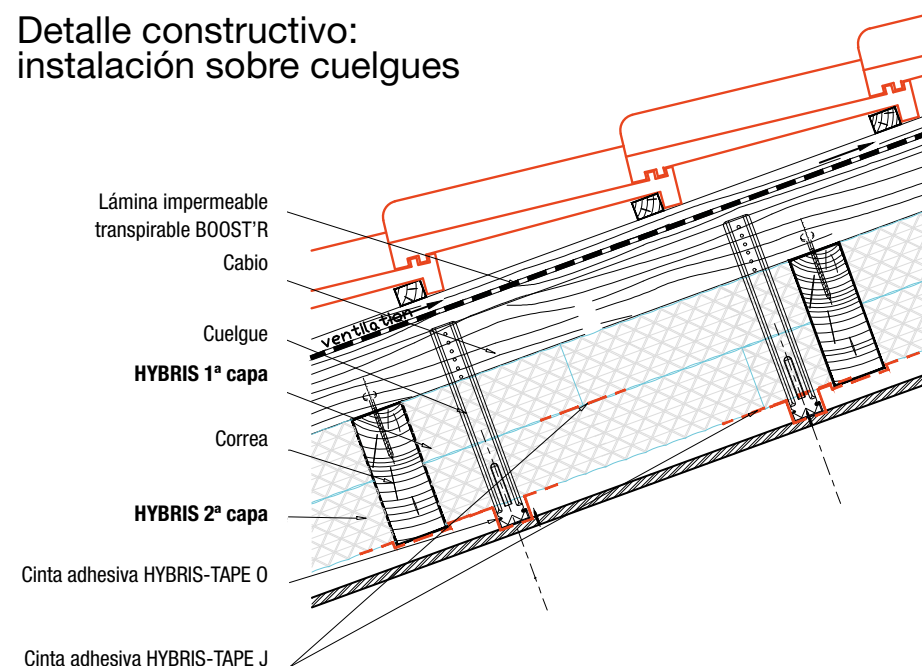 Detalle constructivo:
instalación sobre cuelgues
Lámina impermeable
transpirable BOOST’R
Cabio
Cuelgue
HYBRIS 1ª capa
Correa
HYBRIS 2ª capa
Cinta adhesiva HYBRIS-TAPE O
Cinta adhesiva HYBRIS-TAPE J
ventilation